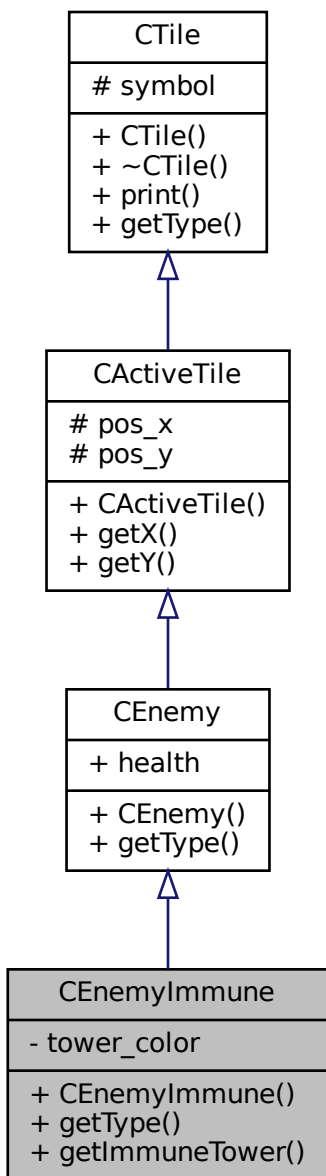 CTile
# symbol
+ CTile()
+ ~CTile()
+ print()
+ getType()
CActiveTile
# pos_x
# pos_y
+ CActiveTile()
+ getX()
+ getY()
CEnemy
+ health
+ CEnemy()
+ getType()
CEnemyImmune
- tower_color
+ CEnemyImmune()
+ getType()
+ getImmuneTower()